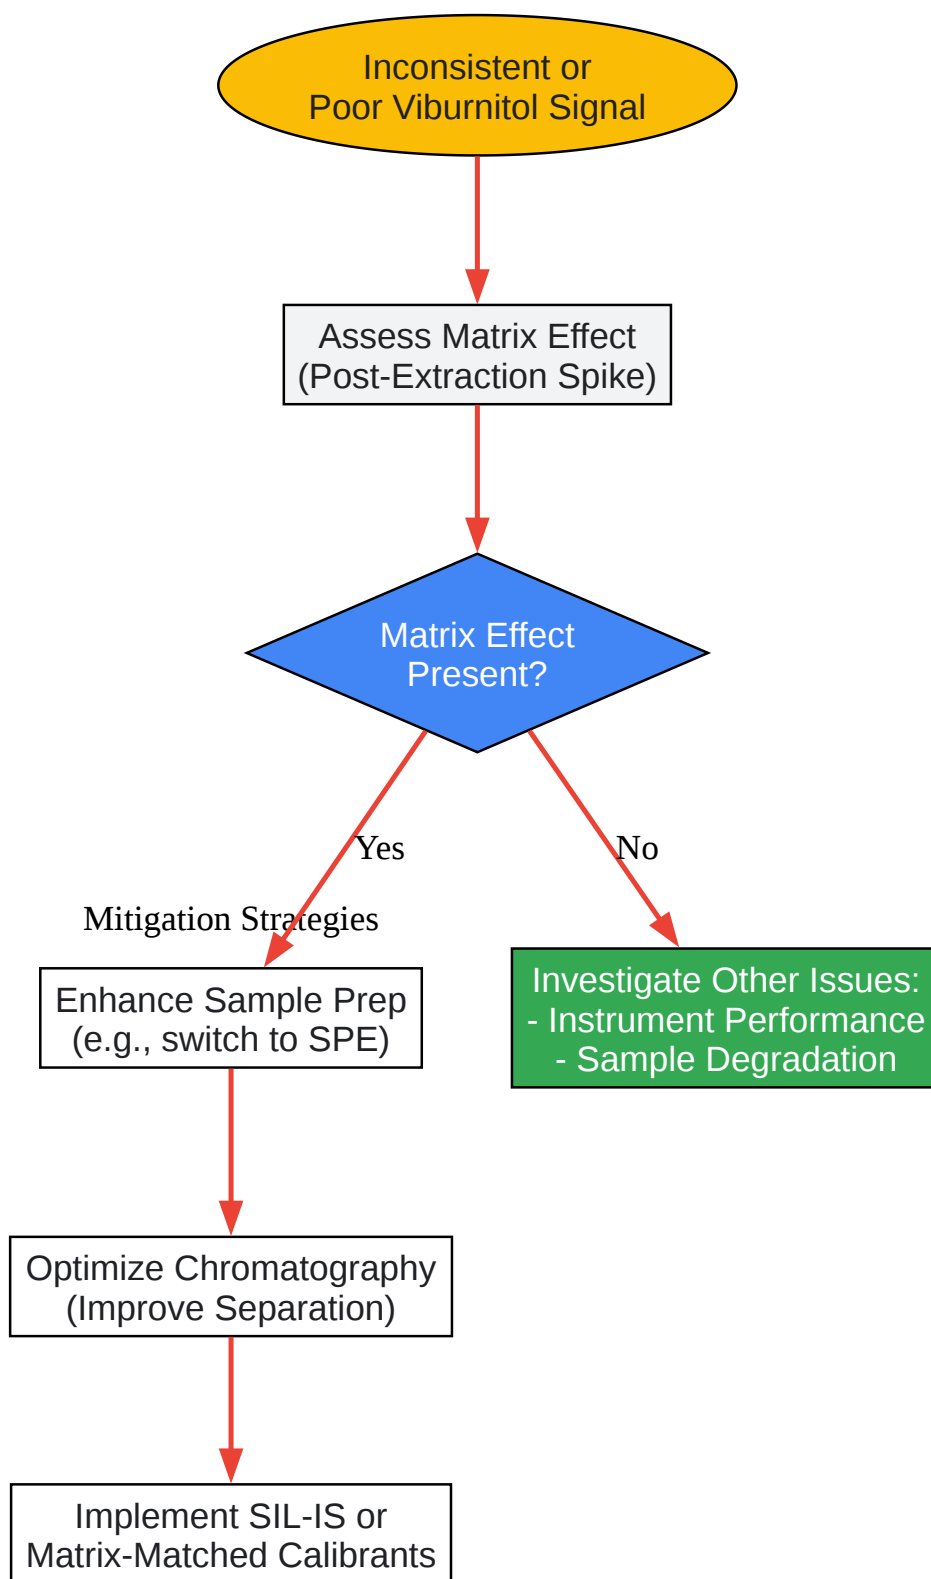 Inconsistent or
Poor Viburnitol Signal
Assess Matrix Effect
(Post-Extraction Spike)
Matrix Effect
Present?
Yes
No
Mitigation Strategies
Enhance Sample Prep
(e.g., switch to SPE)
Investigate Other Issues:
- Instrument Performance
- Sample Degradation
Optimize Chromatography
(Improve Separation)
Implement SIL-IS or
Matrix-Matched Calibrants